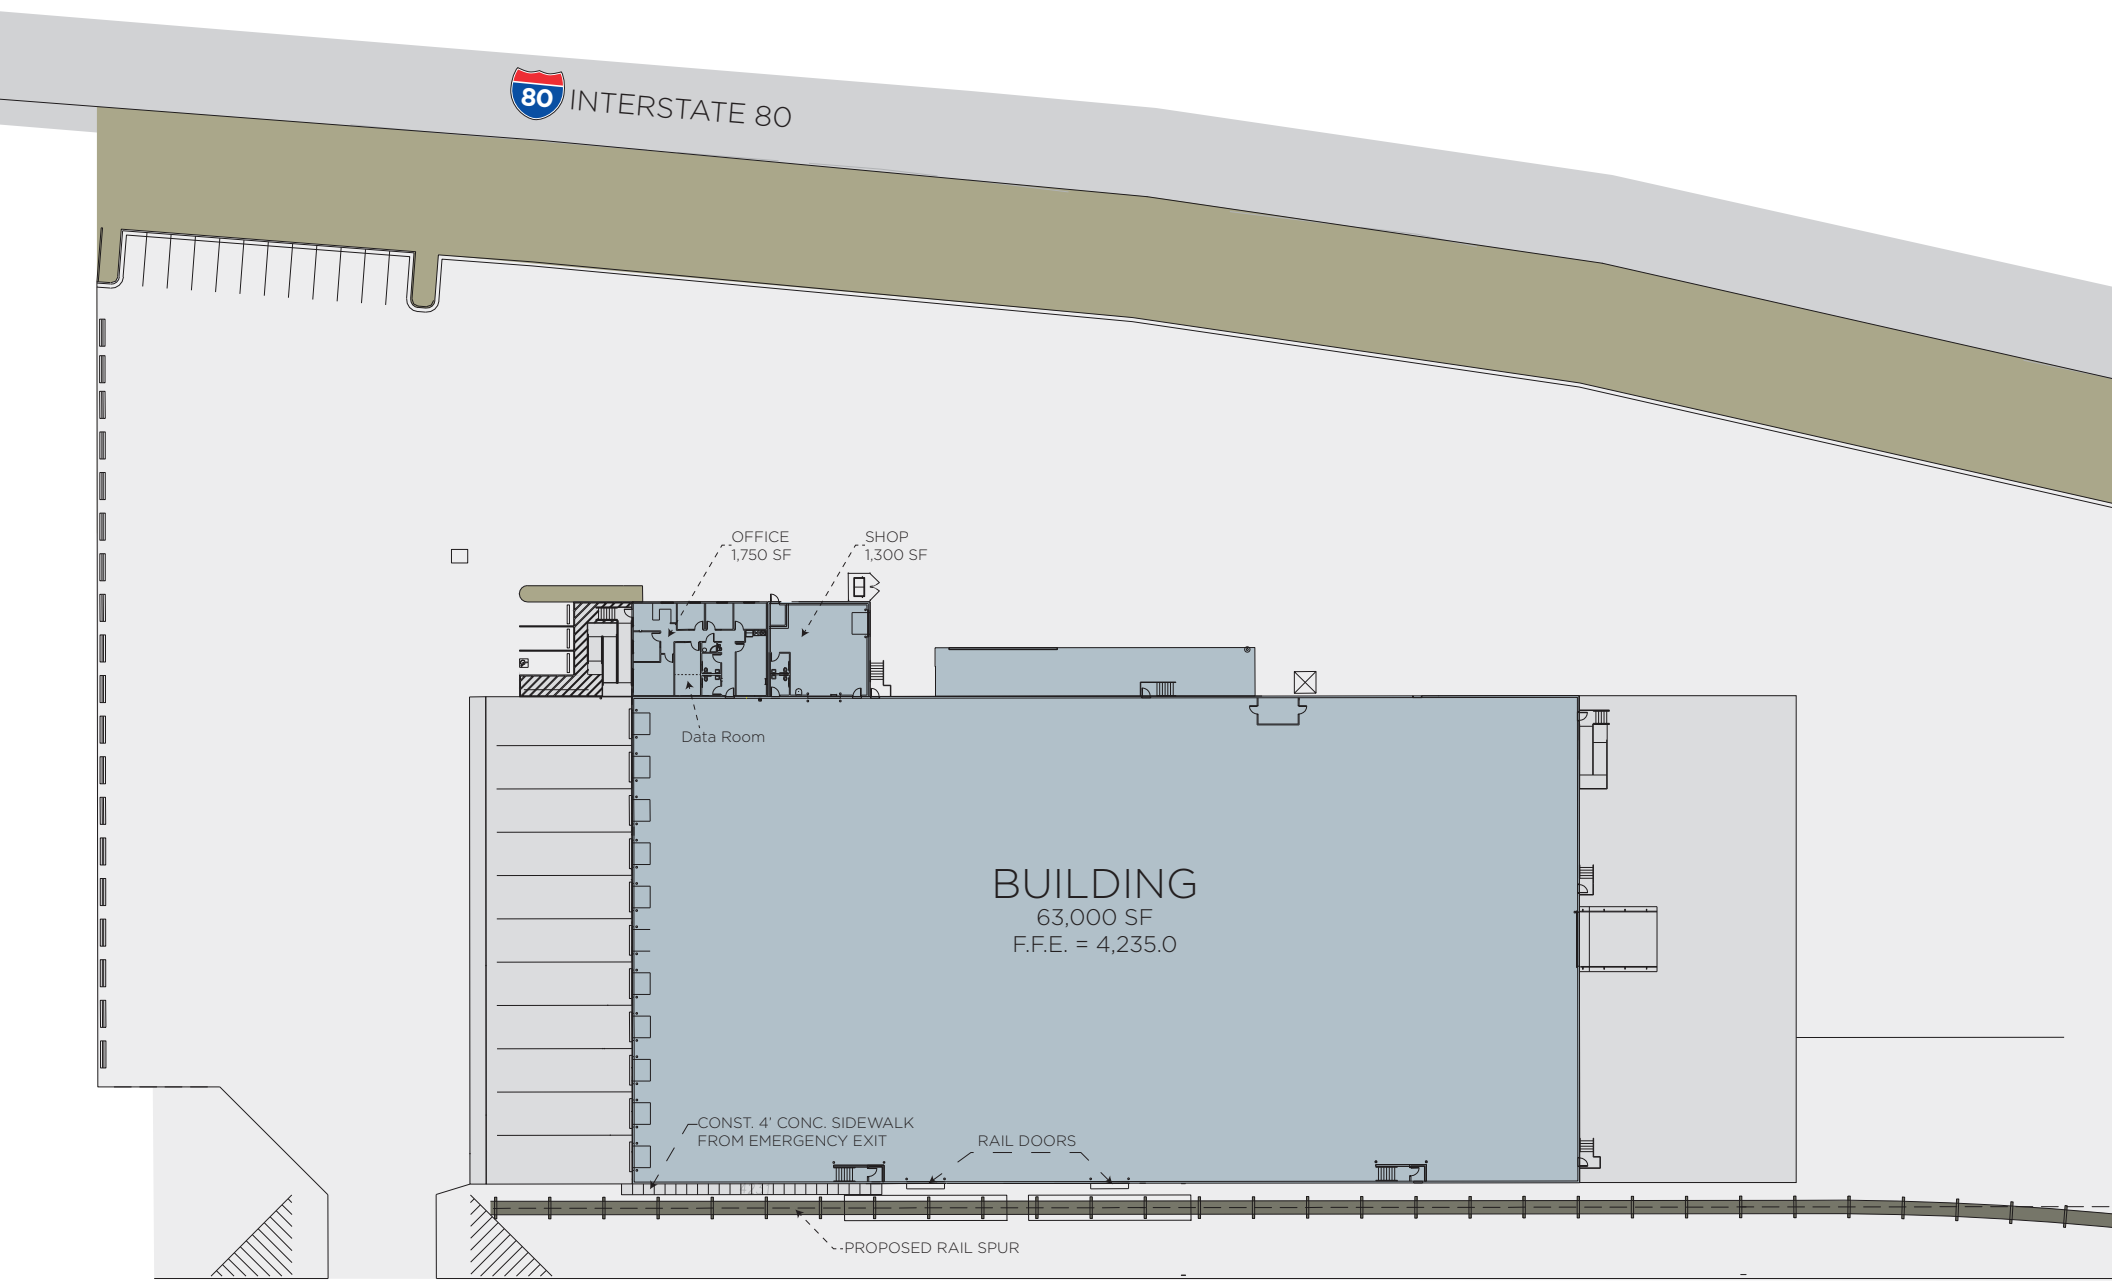 80
INTERSTATE 80
OFFICE
1,750 SF
SHOP
1,300 SF
Data Room
BUILDING
63,000 SF
F.F.E. = 4,235.0
CONST. 4' CONC. SIDEWALK
FROM EMERGENCY EXIT
RAIL DOORS
PROPOSED RAIL SPUR